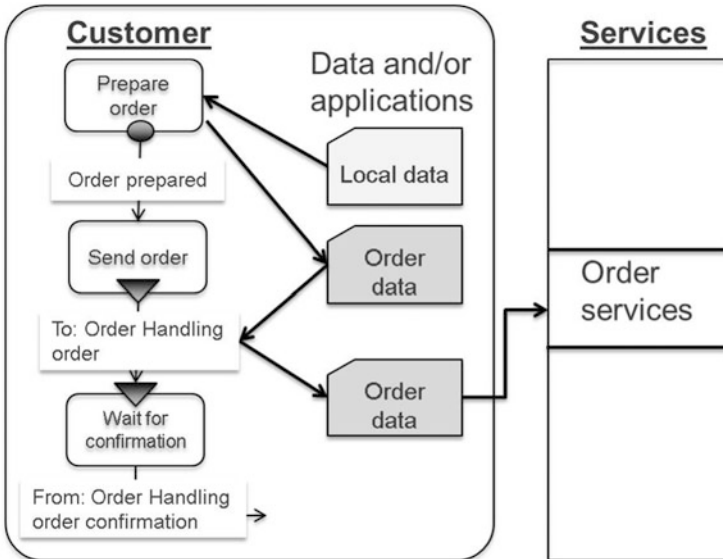 Customer
Services
Data and/or
applications
Prepare
order
Local data
Order prepared
Send order
Order
data
Order
services
To: Order Handling
order
Order
data
Wait for
confirmation
From: Order Handling
order confirmation